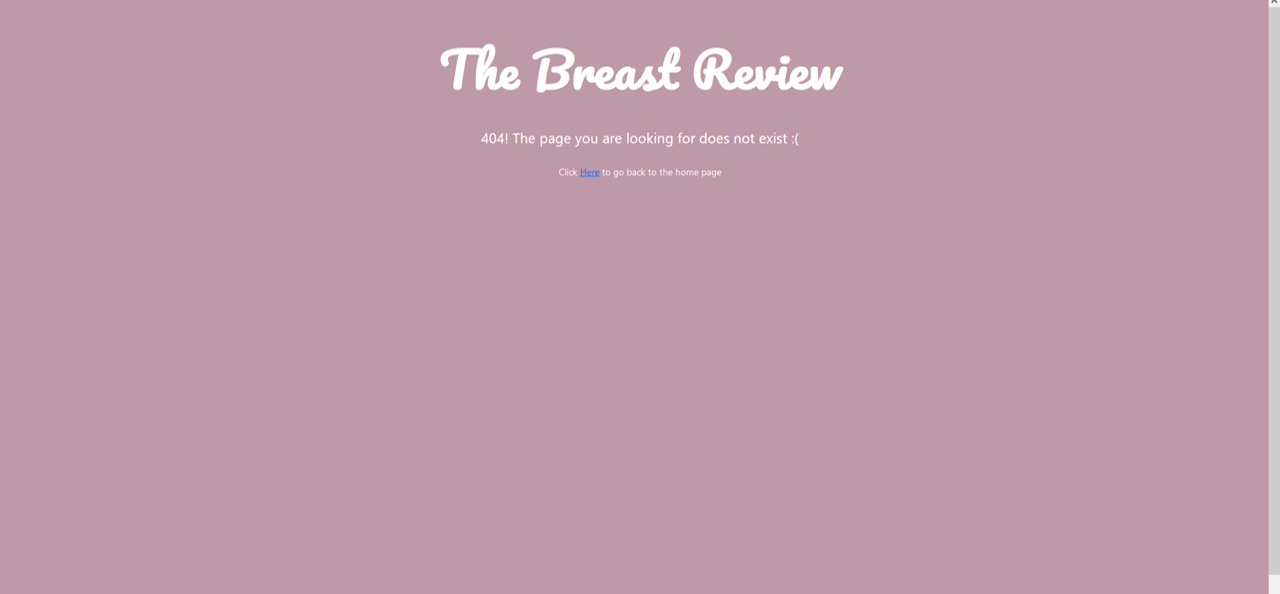 The Breast Review
404! The page you are looking for does not exist :(
Click Here to go back to the home page